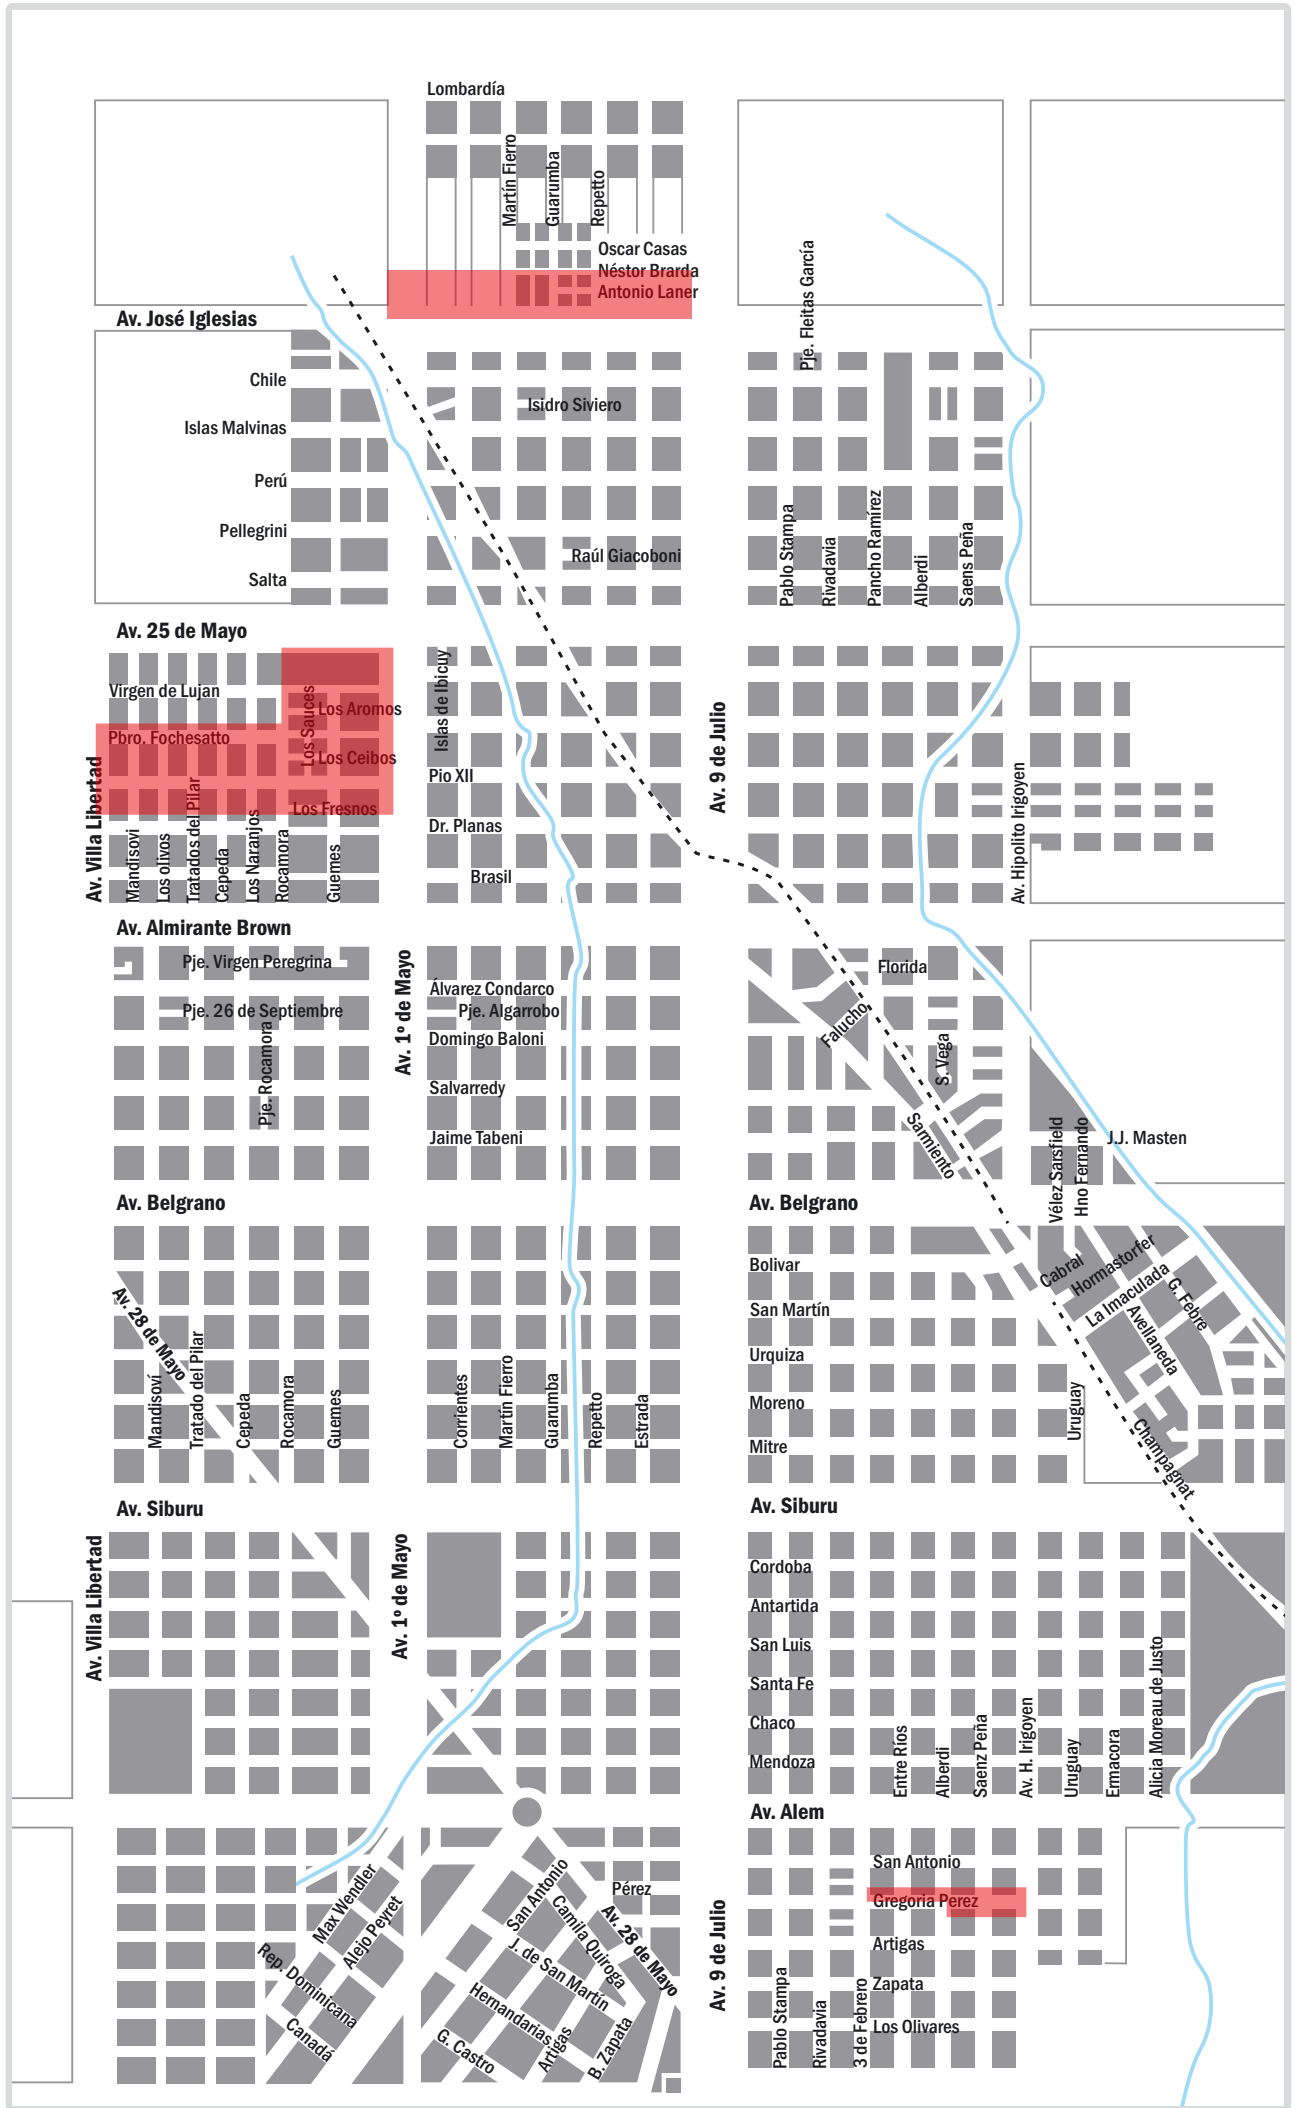 Lombardía
Martín Fierro
Guarumba
Repetto
Oscar Casas
Néstor Brarda
Antonio Laner
Pje. Fleitas García
Av. José Iglesias
Chile
Isidro Siviero
Islas Malvinas
Perú
Pellegrini
Raúl Giacoboni
Salta
Pablo Stampa
Rivadavia
Pancho Ramírez
Alberdi
Saens Peña
Av. 25 de Mayo
Virgen de Lujan
Los Sauces
Los Aromos
Pbro. Fochesatto
Los Ceibos
Los Fresnos
Islas de Ibicuy
Pio XII
Dr. Planas
Brasil
Av. 9 de Julio
Av. Hipolito Irigoyen
Av. Villa Libertad
Mandisovi
Los olivos
Tratados del Pilar
Cepeda
Los Naranjos
Rocamora
Guemes
Av. Almirante Brown
Pje. Virgen Peregrina
Pje. 26 de Septiembre
Pje. Rocamora
Av. 1º de Mayo
Álvarez Condarco
Pje. Algarrobo
Domingo Baloni
Salvarredy
Jaime Tabeni
Florida
Falucho
S. Vega
Sarmiento
Vélez Sarsfield
Hno Fernando
J.J. Masten
Av. Belgrano
Av. Belgrano
Bolivar
San Martín
Urquiza
Moreno
Mitre
Cabral
Hormastorfer
La Imaculada
G. Febre
Avellaneda
Uruguay
Champagnat
Av. 28 de Mayo
Mandisoví
Tratado del Pilar
Cepeda
Rocamora
Guemes
Corrientes
Martín Fierro
Guarumba
Repetto
Estrada
Av. Siburu
Av. Siburu
Av. Villa Libertad
Av. 1º de Mayo
Cordoba
Antartida
San Luis
Santa Fe
Chaco
Mendoza
Entre Ríos
Alberdi
Saenz Peña
Av. H. Irigoyen
Uruguay
Ermacora
Alicia Moreau de Justo
Av. Alem
San Antonio
Gregoria Perez
Artigas
Zapata
Los Olivares
Av. 9 de Julio
Pablo Stampa
Rivadavia
3 de Febrero
Max Wendler
Alejo Peyret
Rep. Dominicana
Canadá
San Antonio
Camila Quiroga
Pérez
Av. 28 de Mayo
J. de San Martín
Hernandarias
G. Castro
Artigas
B. Zapata